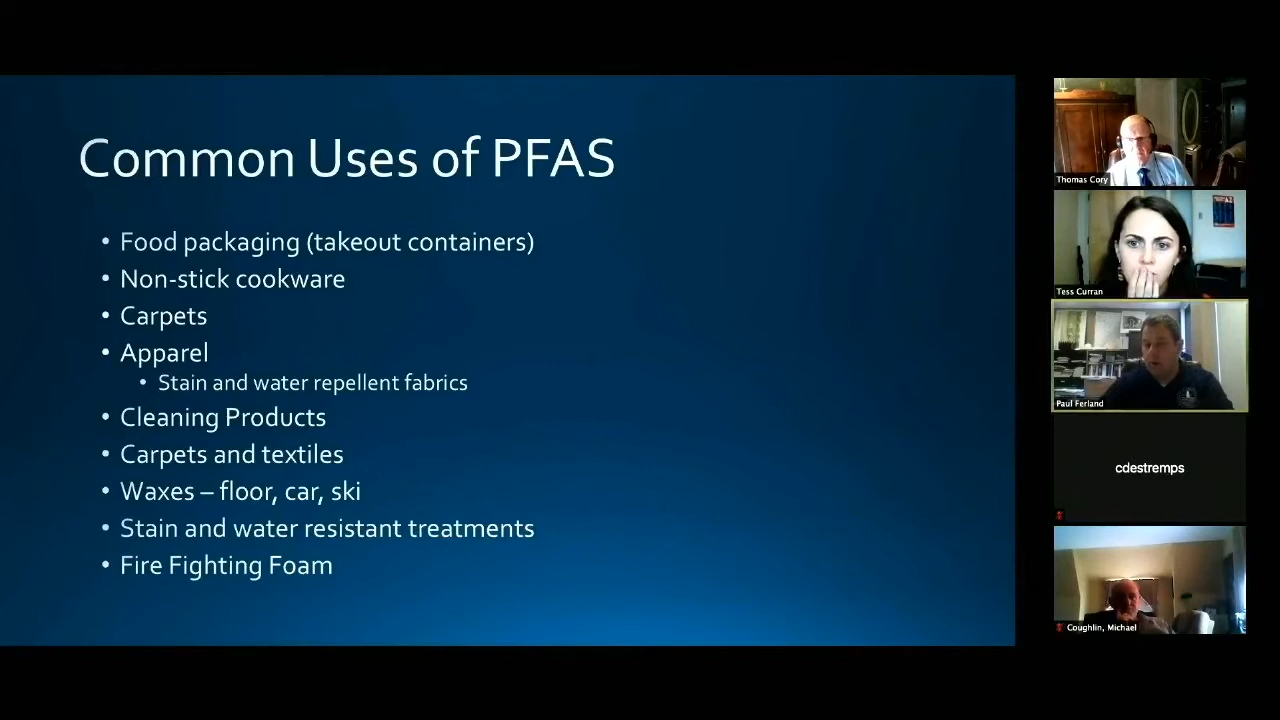 Common Uses of PFAS
• Food packaging (takeout containers)
• Non-stick cookware
• Carpets
• Apparel
• Stain and water repellent fabrics
• Cleaning Products
• Carpets and textiles
• Waxes – floor, car, ski
• Stain and water resistant treatments
• Fire Fighting Foam
Thomas Cory
Tess Curran
Paul Ferland
cdestremps
Coughlin, Michael